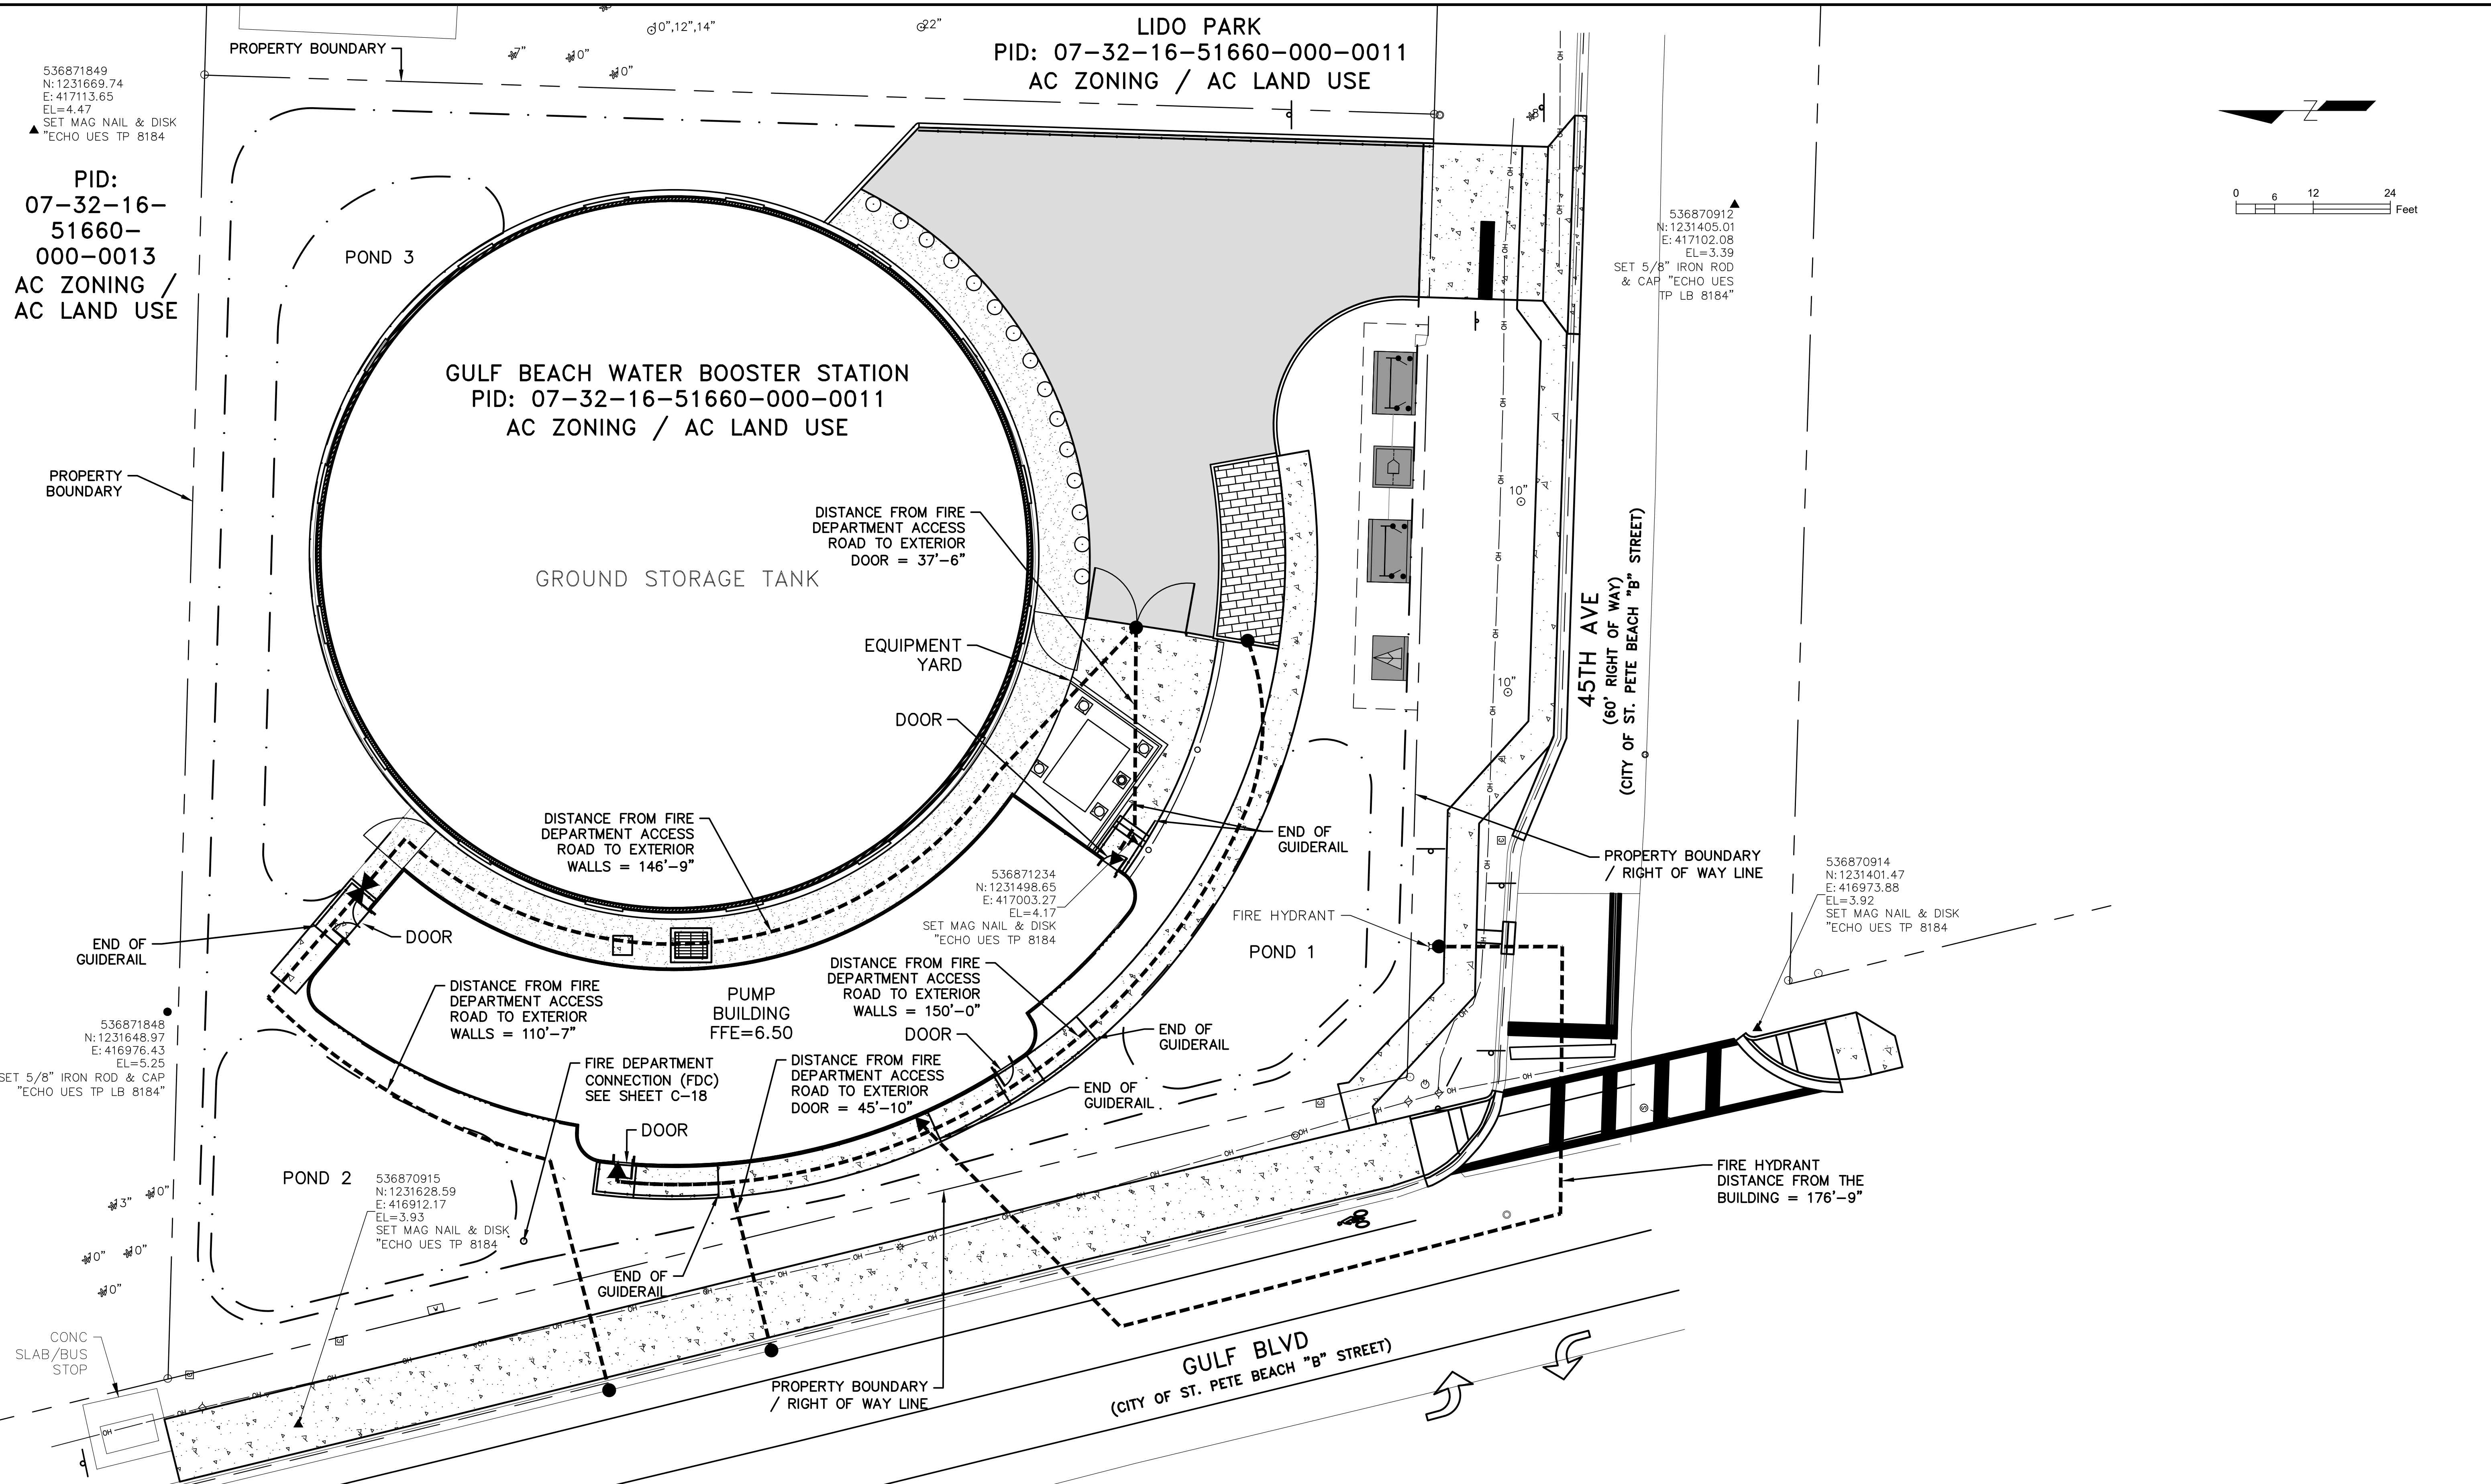 PROPERTY BOUNDARY
10",12",14"
22"
7"
10"
10"
LIDO PARK
PID: 07-32-16-51660-000-0011
AC ZONING / AC LAND USE
536871849
N:1231669.74
E:417113.65
EL=4.47
SET MAG NAIL & DISK
"ECHO UES TP 8184
PID:
07-32-16-
51660-
000-0013
AC ZONING /
AC LAND USE
POND 3
Z
0 6 12 24
Feet
536870912
N:1231405.01
E:417102.08
EL=3.39
SET 5/8" IRON ROD
& CAP "ECHO UES
TP LB 8184"
GULF BEACH WATER BOOSTER STATION
PID: 07-32-16-51660-000-0011
AC ZONING / AC LAND USE
PROPERTY
BOUNDARY
DISTANCE FROM FIRE
DEPARTMENT ACCESS
ROAD TO EXTERIOR
DOOR = 37'-6"
GROUND STORAGE TANK
10"
10"
45TH AVE
(60' RIGHT OF WAY)
(CITY OF ST. PETE BEACH "B" STREET)
EQUIPMENT
YARD
DOOR
DISTANCE FROM FIRE
DEPARTMENT ACCESS
ROAD TO EXTERIOR
WALLS = 146'-9"
END OF
GUIDERAIL
PROPERTY BOUNDARY
/ RIGHT OF WAY LINE
536870914
N:1231401.47
E:416973.88
EL=3.92
SET MAG NAIL & DISK
"ECHO UES TP 8184
536871234
N:1231498.65
E:417003.27
EL=4.17
SET MAG NAIL & DISK
"ECHO UES TP 8184
FIRE HYDRANT
POND 1
END OF
GUIDERAIL
DOOR
DISTANCE FROM FIRE
DEPARTMENT ACCESS
ROAD TO EXTERIOR
WALLS = 110'-7"
PUMP
BUILDING
FFE=6.50
DISTANCE FROM FIRE
DEPARTMENT ACCESS
ROAD TO EXTERIOR
WALLS = 150'-0"
DOOR
END OF
GUIDERAIL
536871848
N:1231648.97
E:416976.43
EL=5.25
SET 5/8" IRON ROD & CAP
"ECHO UES TP LB 8184"
FIRE DEPARTMENT
CONNECTION (FDC)
SEE SHEET C-18
DISTANCE FROM FIRE
DEPARTMENT ACCESS
ROAD TO EXTERIOR
DOOR = 45'-10"
END OF
GUIDERAIL
DOOR
POND 2
536870915
N:1231628.59
E:416912.17
EL=3.93
SET MAG NAIL & DISK
"ECHO UES TP 8184
13"
10"
10"
10"
10"
FIRE HYDRANT
DISTANCE FROM THE
BUILDING = 176'-9"
END OF
GUIDERAIL
CONC
SLAB/BUS
STOP
PROPERTY BOUNDARY
/ RIGHT OF WAY LINE
GULF BLVD
(CITY OF ST. PETE BEACH "B" STREET)